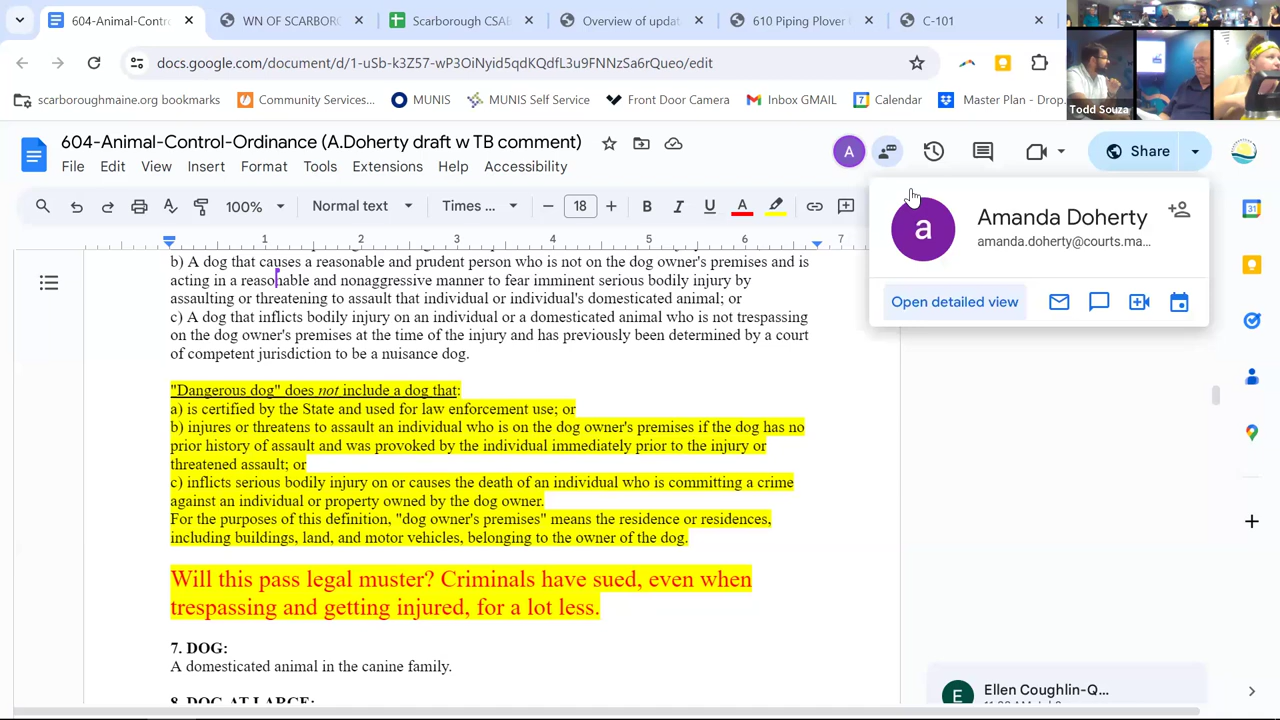 604-Animal-Control-Ordinan
WN OF SCARBORO
Scarborough CSAB
Overview of updat
G10 Piping Plover
C-101
docs.google.com/document/d/1-uSb-k3Z57-wP3OiNyid5qdKQdfL3u9FNNzSa6rQueo/edit
scarboroughmaine.org bookmarks
Community Services...
MUNIS
MUNIS Self Service
Front Door Camera
Inbox GMAIL
Calendar
Master Plan - Drop...
Todd Souza
604-Animal-Control-Ordinance (A.Doherty draft w.TB comment)
File Edit View Insert Format Tools Extensions Help Accessibility
A
Share
100%
Normal text
Times ...
18
B I U A
a
Amanda Doherty
amanda.doherty@courts.ma...
Open detailed view
1 2 3 4 5 6 7
b) A dog that causes a reasonable and prudent person who is not on the dog owner's premises and is
acting in a reasonable and nonaggressive manner to fear imminent serious bodily injury by
assaulting or threatening to assault that individual or individual's domesticated animal; or
c) A dog that inflicts bodily injury on an individual or a domesticated animal who is not trespassing
on the dog owner's premises at the time of the injury and has previously been determined by a court
of competent jurisdiction to be a nuisance dog.
"Dangerous dog" does not include a dog that:
a) is certified by the State and used for law enforcement use; or
b) injures or threatens to assault an individual who is on the dog owner's premises if the dog has no
prior history of assault and was provoked by the individual immediately prior to the injury or
threatened assault; or
c) inflicts serious bodily injury on or causes the death of an individual who is committing a crime
against an individual or property owned by the dog owner.
For the purposes of this definition, "dog owner's premises" means the residence or residences,
including buildings, land, and motor vehicles, belonging to the owner of the dog.
Will this pass legal muster? Criminals have sued, even when
trespassing and getting injured, for a lot less.
7. DOG:
A domesticated animal in the canine family.
8. DOG AT LARGE:
E
Ellen Coughlin-Q...